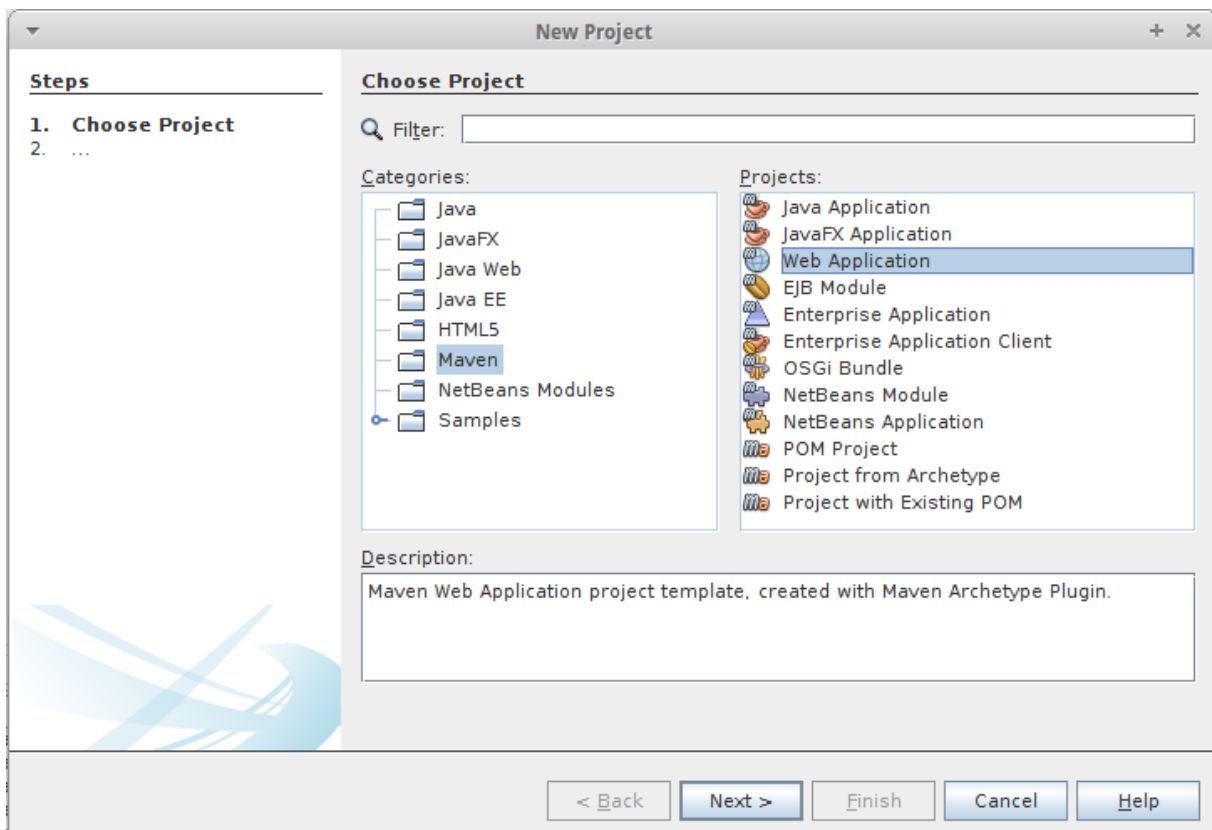 New Project
Steps
1. Choose Project
2. ...
Choose Project
Filter:
Categories:
Java
JavaFX
Java Web
Java EE
HTML5
Maven
NetBeans Modules
Samples
Projects:
Java Application
JavaFX Application
Web Application
EJB Module
Enterprise Application
Enterprise Application Client
OSGi Bundle
NetBeans Module
NetBeans Application
POM Project
Project from Archetype
Project with Existing POM
Description:
Maven Web Application project template, created with Maven Archetype Plugin.
< Back Next > Finish Cancel Help